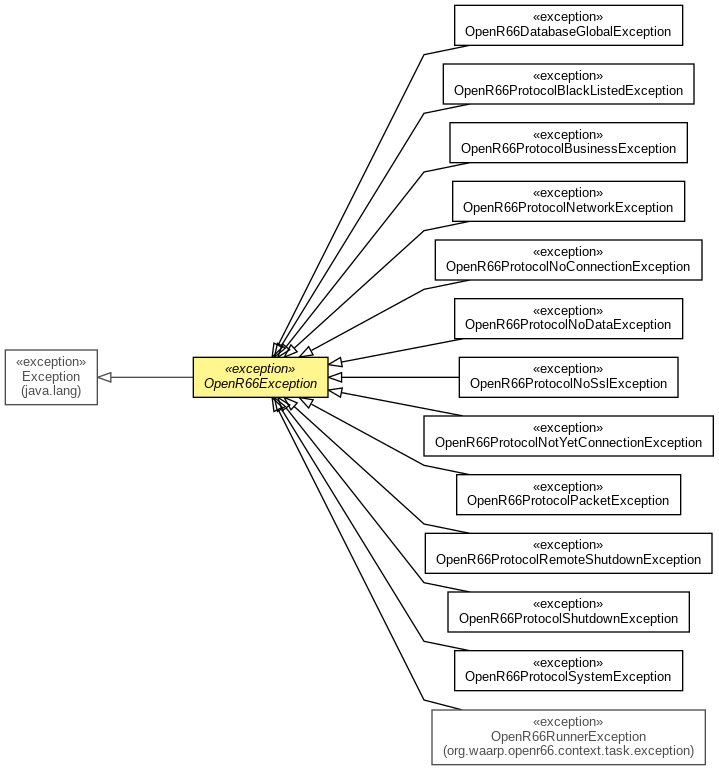 «exception»
OpenR66DatabaseGlobalException
«exception»
OpenR66ProtocolBlackListedException
«exception»
OpenR66ProtocolBusinessException
«exception»
OpenR66ProtocolNetworkException
«exception»
OpenR66ProtocolNoConnectionException
«exception»
OpenR66ProtocolNoDataException
«exception»
Exception
(java.lang)
«exception»
OpenR66Exception
«exception»
OpenR66ProtocolNoSslException
«exception»
OpenR66ProtocolNotYetConnectionException
«exception»
OpenR66ProtocolPacketException
«exception»
OpenR66ProtocolRemoteShutdownException
«exception»
OpenR66ProtocolShutdownException
«exception»
OpenR66ProtocolSystemException
«exception»
OpenR66RunnerException
(org.waarp.openr66.context.task.exception)